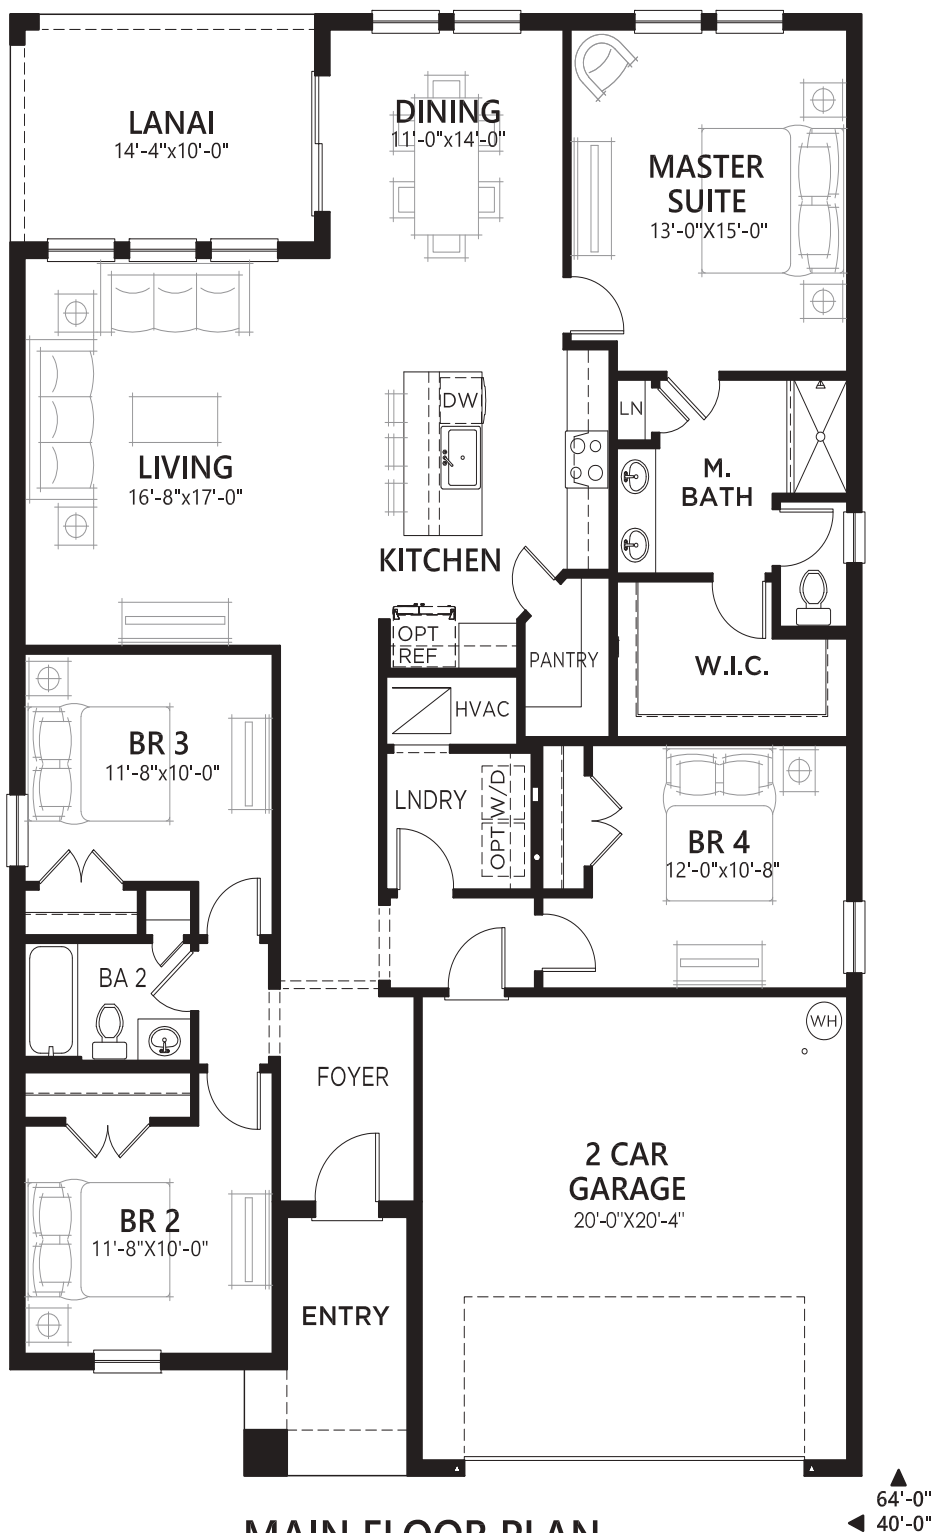 LANAI
14'-4"x10'-0"
DINING
11'-0"x14'-0"
MASTER
SUITE
13'-0"X15'-0"
DW
LN
LIVING
16'-8"x17'-0"
M.
BATH
KITCHEN
OPT
REF
PANTRY
W.I.C.
HVAC
BR 3
11'-8"x10'-0"
LNDRY
OPT W/D
BR 4
12'-0"x10'-8"
BA 2
WH
FOYER
2 CAR
GARAGE
20'-0"X20'-4"
BR 2
11'-8"X10'-0"
ENTRY
64'-0"
40'-0"
MAIN FLOOR PLAN